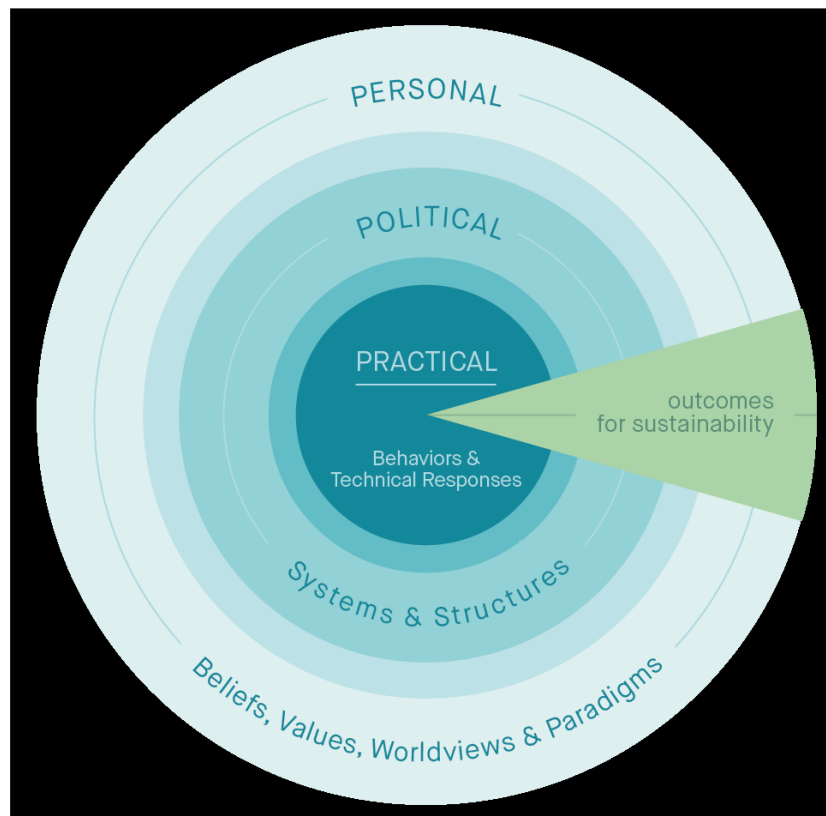 PERSONAL
POLITICAL
PRACTICAL
outcomes
for sustainability
Behaviors &
Technical Responses
Systems & Structures
Beliefs, Values, Worldviews & Paradigms